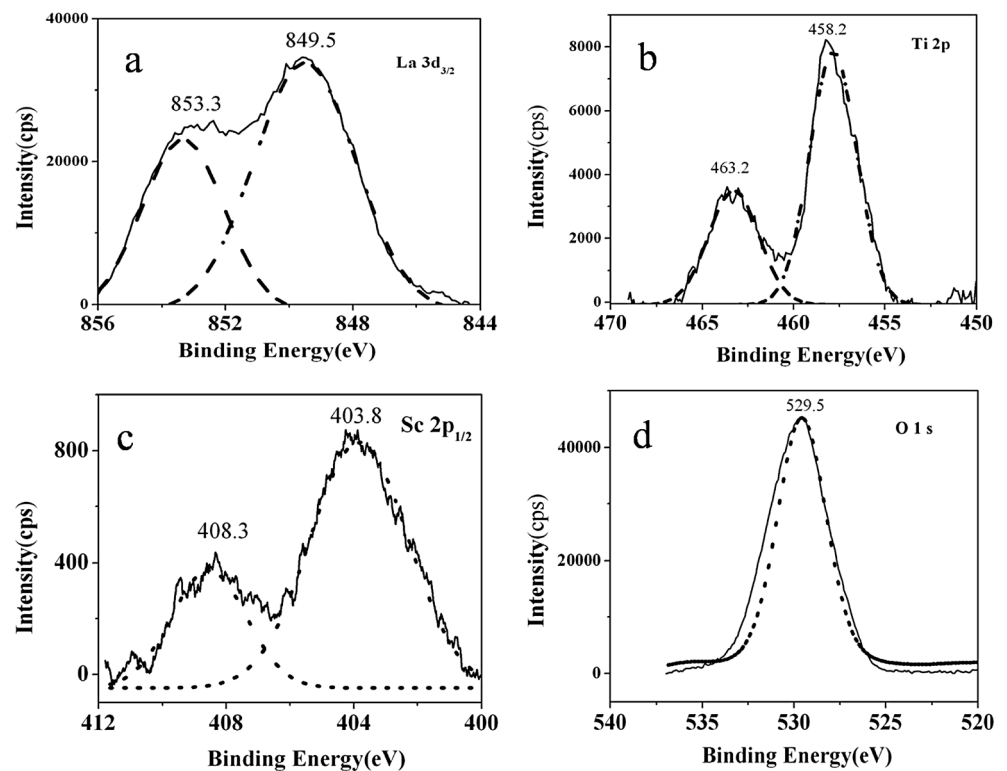 a
849.5
La 3d3/2
853.3
40000
20000
0
Intensity(cps)
856
852
848
844
Binding Energy(eV)
b
458.2
Ti 2p
463.2
8000
6000
4000
2000
0
Intensity(cps)
470
465
460
455
450
Binding Energy(eV)
c
403.8
Sc 2p1/2
408.3
800
400
0
Intensity(cps)
412
408
404
400
Binding Energy(eV)
d
529.5
O 1 s
40000
20000
0
Intensity(cps)
540
535
530
525
520
Binding Energy(eV)